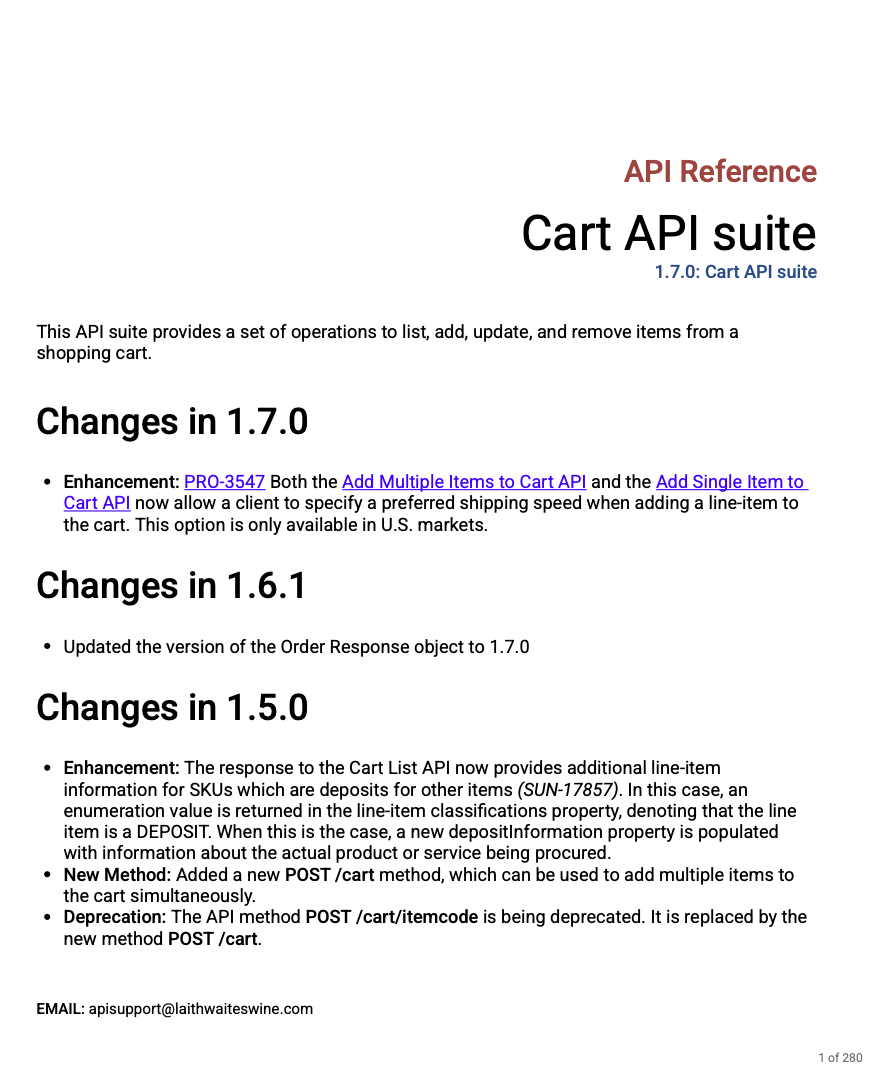 API Reference
Cart API suite
1.7.0: Cart API suite
This API suite provides a set of operations to list, add, update, and remove items from a
shopping cart.
Changes in 1.7.0
• Enhancement: PRO-3547 Both the Add Multiple Items to Cart API and the Add Single Item to
Cart API now allow a client to specify a preferred shipping speed when adding a line-item to
the cart. This option is only available in U.S. markets.
Changes in 1.6.1
• Updated the version of the Order Response object to 1.7.0
Changes in 1.5.0
• Enhancement: The response to the Cart List API now provides additional line-item
information for SKUs which are deposits for other items (SUN-17857). In this case, an
enumeration value is returned in the line-item classifications property, denoting that the line
item is a DEPOSIT. When this is the case, a new depositInformation property is populated
with information about the actual product or service being procured.
• New Method: Added a new POST /cart method, which can be used to add multiple items to
the cart simultaneously.
• Deprecation: The API method POST /cart/itemcode is being deprecated. It is replaced by the
new method POST /cart.
EMAIL: apisupport@laithwaiteswine.com
1 of 280